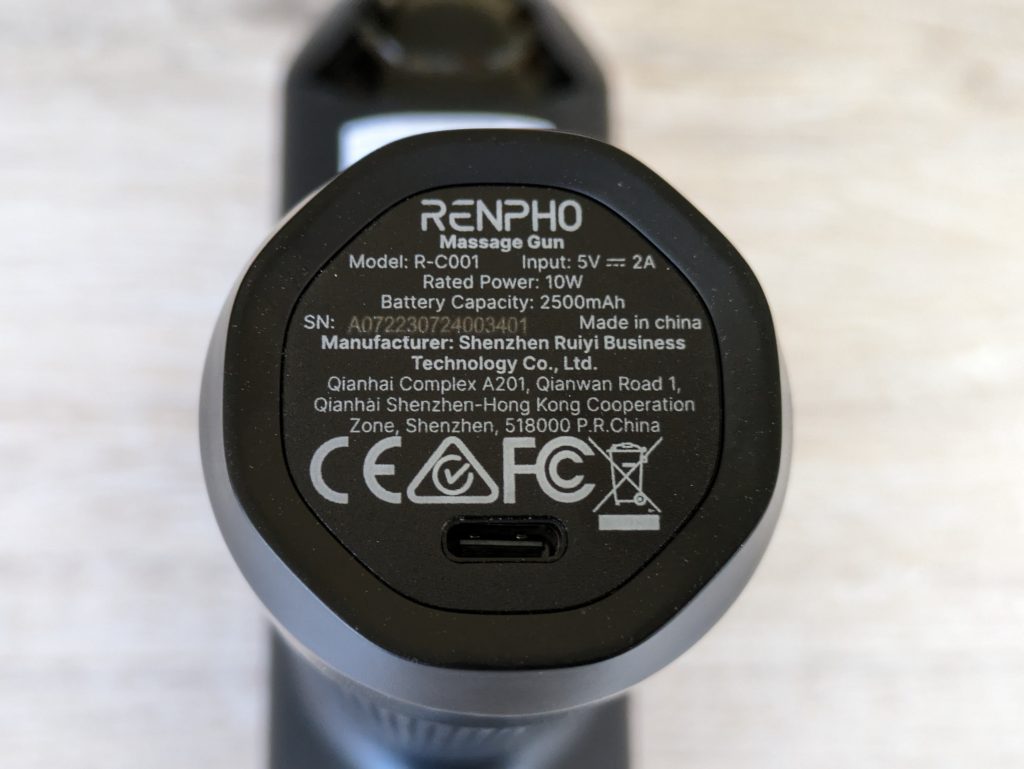 RENPHO
Massage Gun
Model: R-C001 Input: 5V ⎓ 2A
Rated Power: 10W
Battery Capacity: 2500mAh
SN: A072230724003401 Made in china
Manufacturer: Shenzhen Ruiyi Business
Technology Co., Ltd.
Qianhai Complex A201, Qianwan Road 1,
Qianhai Shenzhen-Hong Kong Cooperation
Zone, Shenzhen, 518000 P.R.China
CE FC